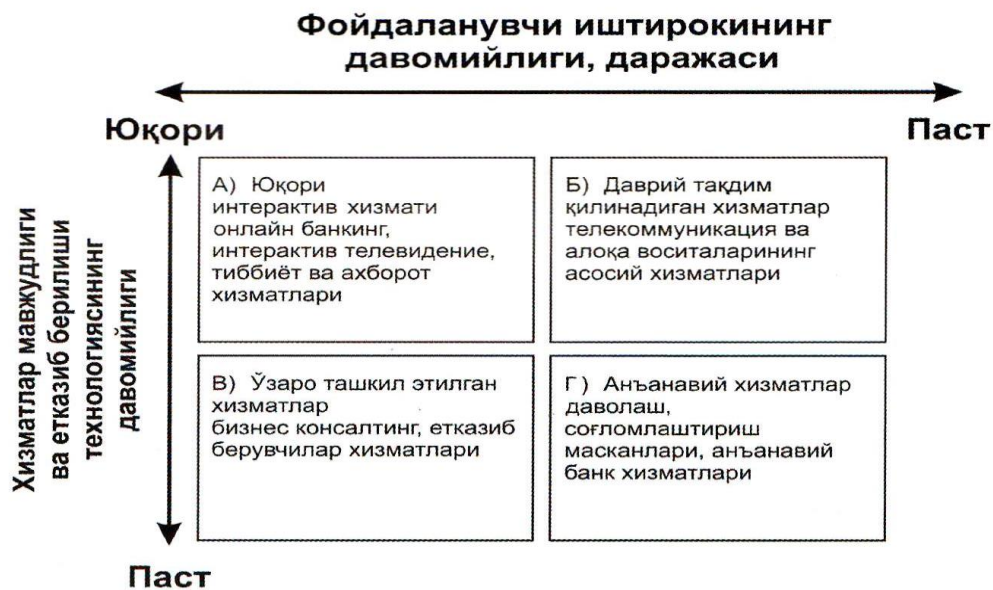 Фойдаланувчи иштирокининг
давомийлиги, даражаси
Юқори
Паст
Хизматлар мавжудлиги
ва етказиб берилиши
технологиясининг
давомийлиги
А) Юқори
интерактив хизмати
онлайн банкинг,
интерактив телевидение,
тиббиёт ва ахборот
хизматлари
Б) Даврий тақдим
қилинадиган хизматлар
телекоммуникация ва
алоқа воситаларининг
асосий хизматлари
В) Ўзаро ташкил этилган
хизматлар
бизнес консалтинг, етказиб
берувчилар хизматлари
Г) Анъанавий хизматлар
даволаш,
соғломлаштириш
масканлари, анъанавий
банк хизматлари
Паст